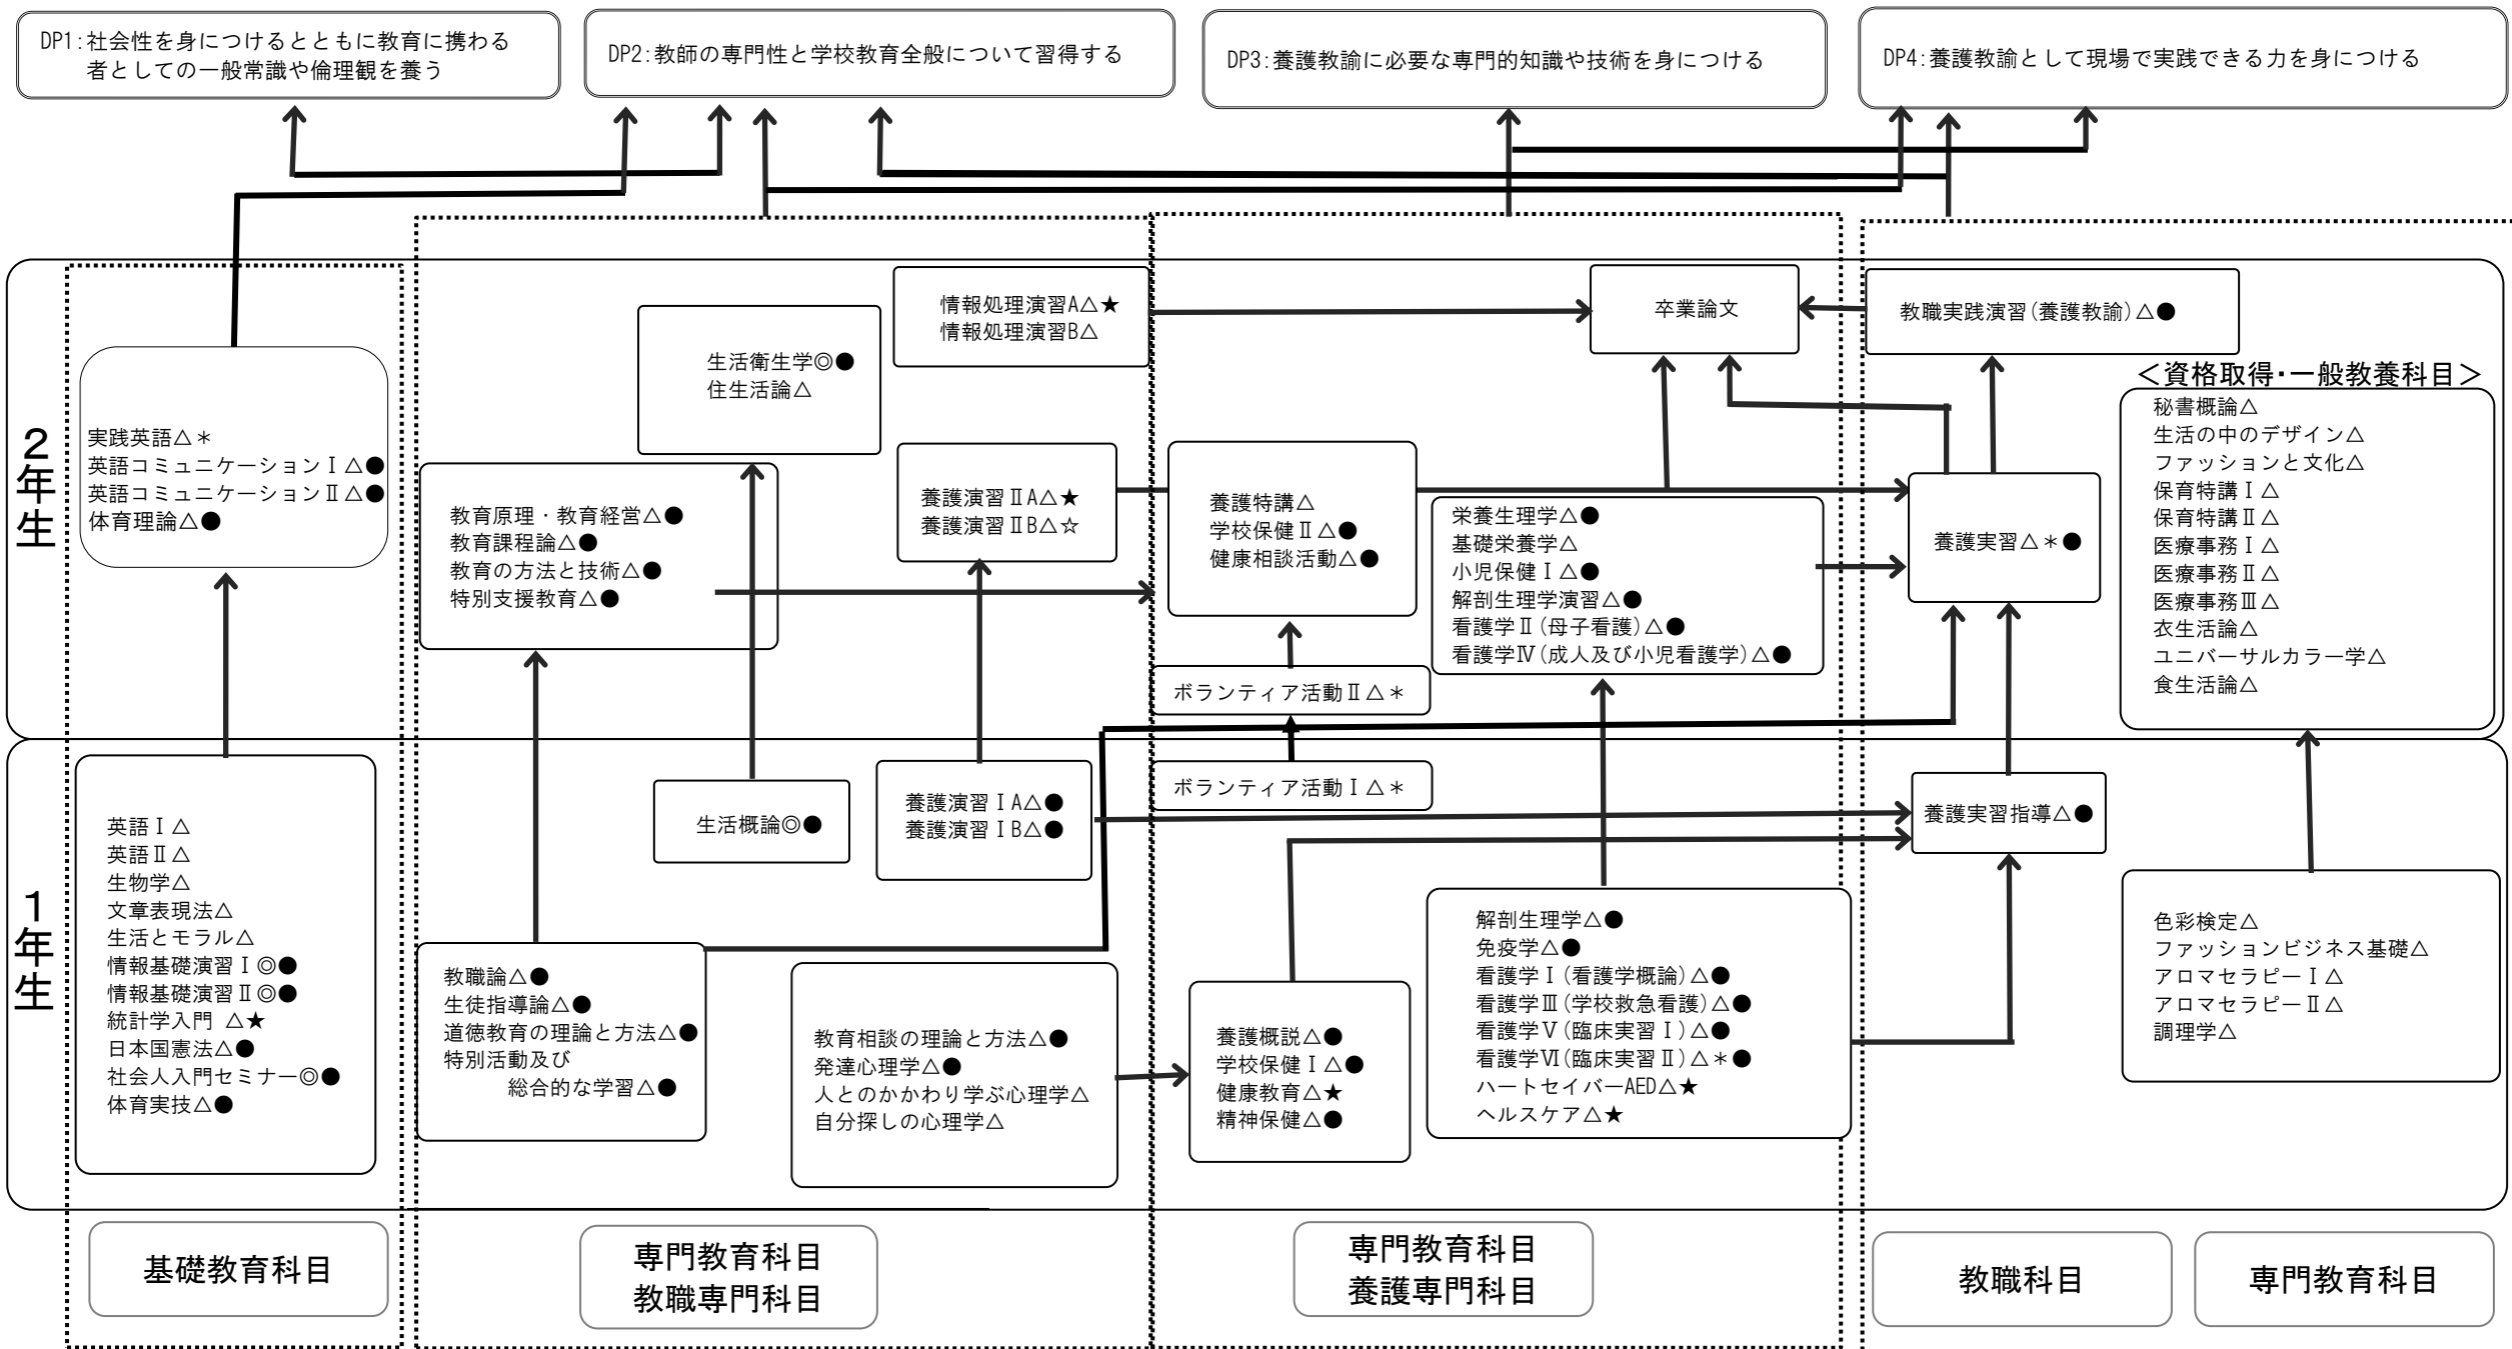 DP1:社会性を身につけるとともに教育に携わる
者としての一般常識や倫理観を養う
DP2:教師の専門性と学校教育全般について習得する
DP3:養護教諭に必要な専門的知識や技術を身につける
DP4:養護教諭として現場で実践できる力を身につける
2年生
実践英語△＊
英語コミュニケーションⅠ△●
英語コミュニケーションⅡ△●
体育理論△●
教育原理・教育経営△●
教育課程論△●
教育の方法と技術△●
特別支援教育△●
生活衛生学◎●
住生活論△
情報処理演習A△★
情報処理演習B△
養護演習ⅡA△★
養護演習ⅡB△☆
養護特講△
学校保健Ⅱ△●
健康相談活動△●
ボランティア活動Ⅱ△＊
卒業論文
栄養生理学△●
基礎栄養学△
小児保健Ⅰ△●
解剖生理学演習△●
看護学Ⅱ(母子看護)△●
看護学Ⅳ(成人及び小児看護学)△●
教職実践演習(養護教諭)△●
養護実習△＊●
＜資格取得・一般教養科目＞
秘書概論△
生活の中のデザイン△
ファッションと文化△
保育特講Ⅰ△
保育特講Ⅱ△
医療事務Ⅰ△
医療事務Ⅱ△
医療事務Ⅲ△
衣生活論△
ユニバーサルカラー学△
食生活論△
1年生
英語Ⅰ△
英語Ⅱ△
生物学△
文章表現法△
生活とモラル△
情報基礎演習Ⅰ◎●
情報基礎演習Ⅱ◎●
統計学入門 △★
日本国憲法△●
社会人入門セミナー◎●
体育実技△●
教職論△●
生徒指導論△●
道徳教育の理論と方法△●
特別活動及び
総合的な学習△●
生活概論◎●
養護演習ⅠA△●
養護演習ⅠB△●
教育相談の理論と方法△●
発達心理学△●
人とのかかわり学ぶ心理学△
自分探しの心理学△
ボランティア活動Ⅰ△＊
養護概説△●
学校保健Ⅰ△●
健康教育△★
精神保健△●
解剖生理学△●
免疫学△●
看護学Ⅰ(看護学概論)△●
看護学Ⅲ(学校救急看護)△●
看護学Ⅴ(臨床実習Ⅰ)△●
看護学Ⅵ(臨床実習Ⅱ)△＊●
ハートセイバーAED△★
ヘルスケア△★
養護実習指導△●
色彩検定△
ファッションビジネス基礎△
アロマセラピーⅠ△
アロマセラピーⅡ△
調理学△
基礎教育科目
専門教育科目
教職専門科目
専門教育科目
養護専門科目
教職科目
専門教育科目